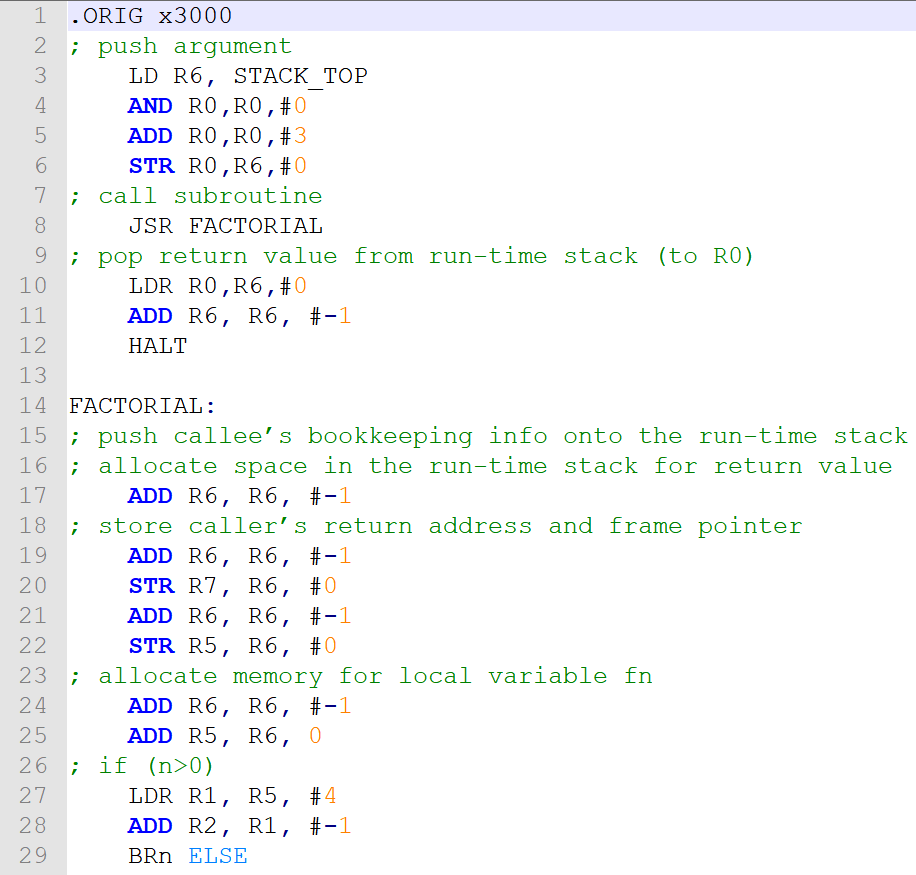 1 .ORIG x3000
2 ; push argument
3 LD R6, STACK_TOP
4 AND R0,R0,#0
5 ADD R0,R0,#3
6 STR R0,R6,#0
7 ; call subroutine
8 JSR FACTORIAL
9 ; pop return value from run-time stack (to R0)
10 LDR R0,R6,#0
11 ADD R6, R6, #-1
12 HALT
13
14 FACTORIAL:
15 ; push callee’s bookkeeping info onto the run-time stack
16 ; allocate space in the run-time stack for return value
17 ADD R6, R6, #-1
18 ; store caller’s return address and frame pointer
19 ADD R6, R6, #-1
20 STR R7, R6, #0
21 ADD R6, R6, #-1
22 STR R5, R6, #0
23 ; allocate memory for local variable fn
24 ADD R6, R6, #-1
25 ADD R5, R6, 0
26 ; if (n>0)
27 LDR R1, R5, #4
28 ADD R2, R1, #-1
29 BRn ELSE